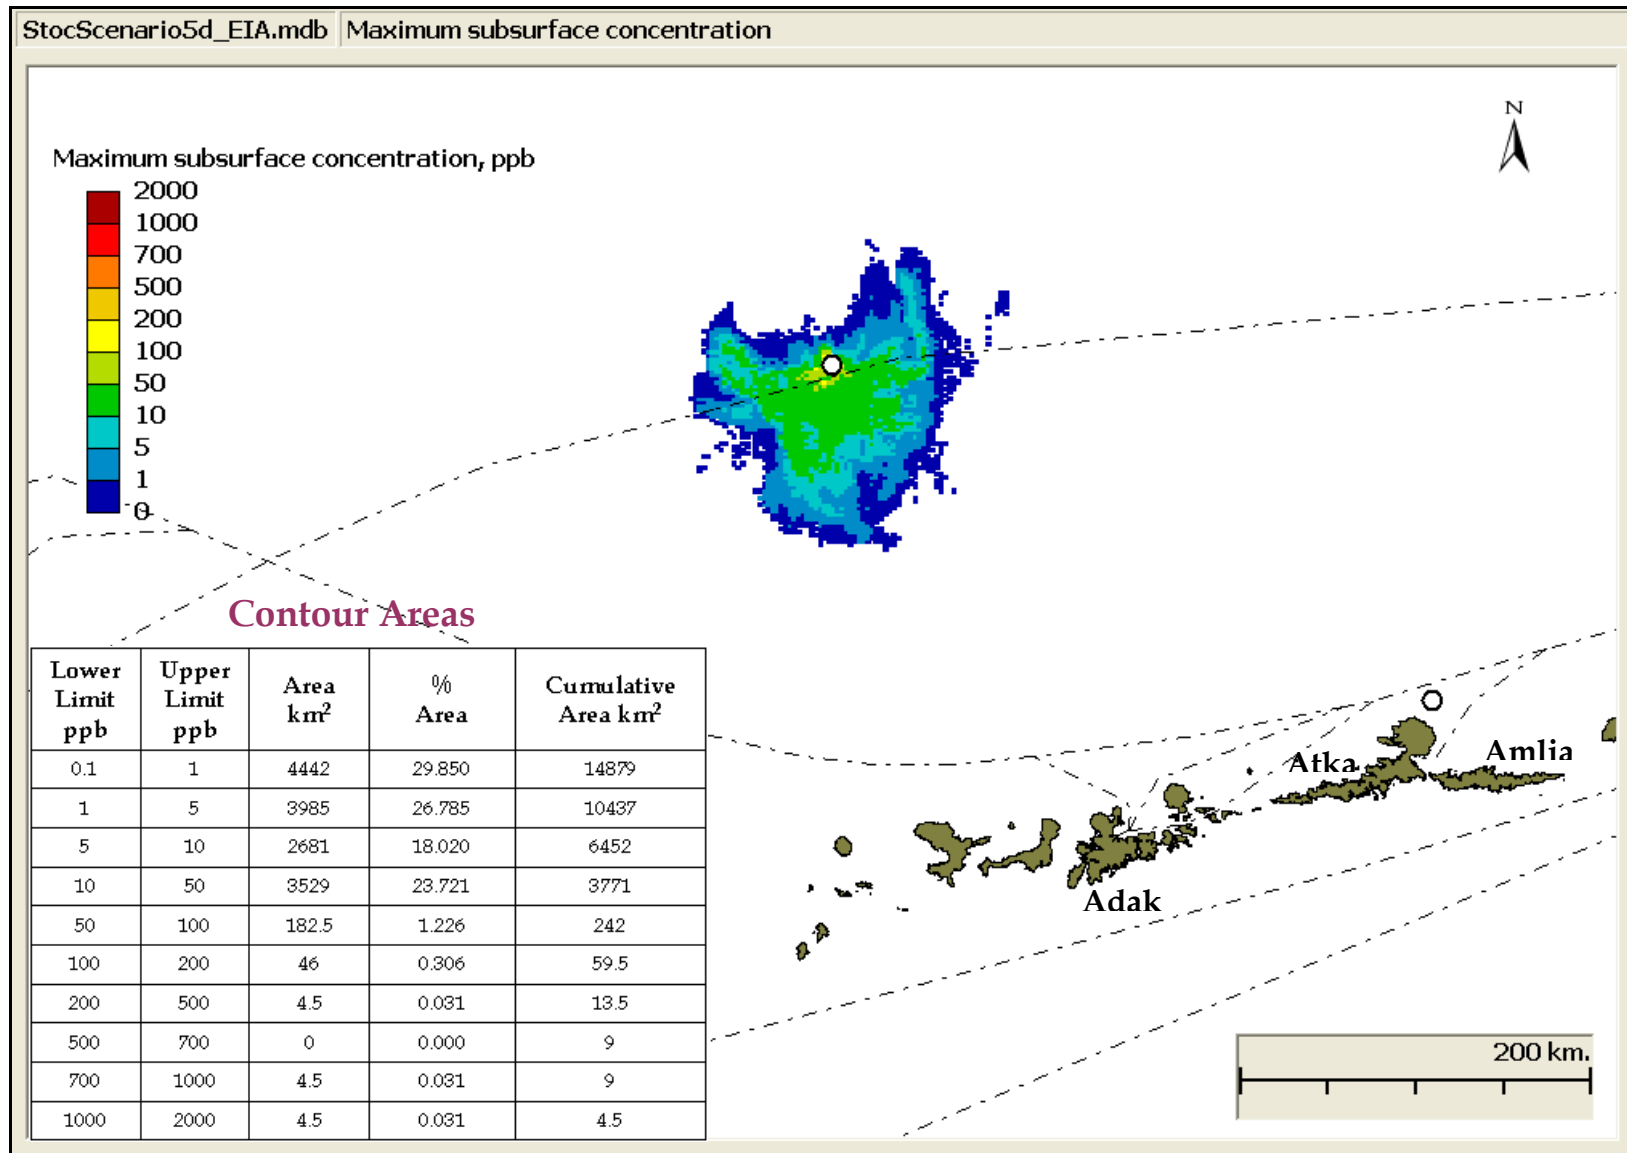 StocScenario5d_EIA.mdb Maximum subsurface concentration
N
Maximum subsurface concentration, ppb
2000
1000
700
500
200
100
50
10
5
1
0
Contour Areas
Lower Limit ppb Upper Limit ppb Area km² % Area Cumulative Area km²
0.1 1 4442 29.850 14879
1 5 3985 26.785 10437
5 10 2681 18.020 6452
10 50 3529 23.721 3771
50 100 182.5 1.226 242
100 200 46 0.306 59.5
200 500 4.5 0.031 13.5
500 700 0 0.000 9
700 1000 4.5 0.031 9
1000 2000 4.5 0.031 4.5
Atka
Amlia
Adak
200 km.